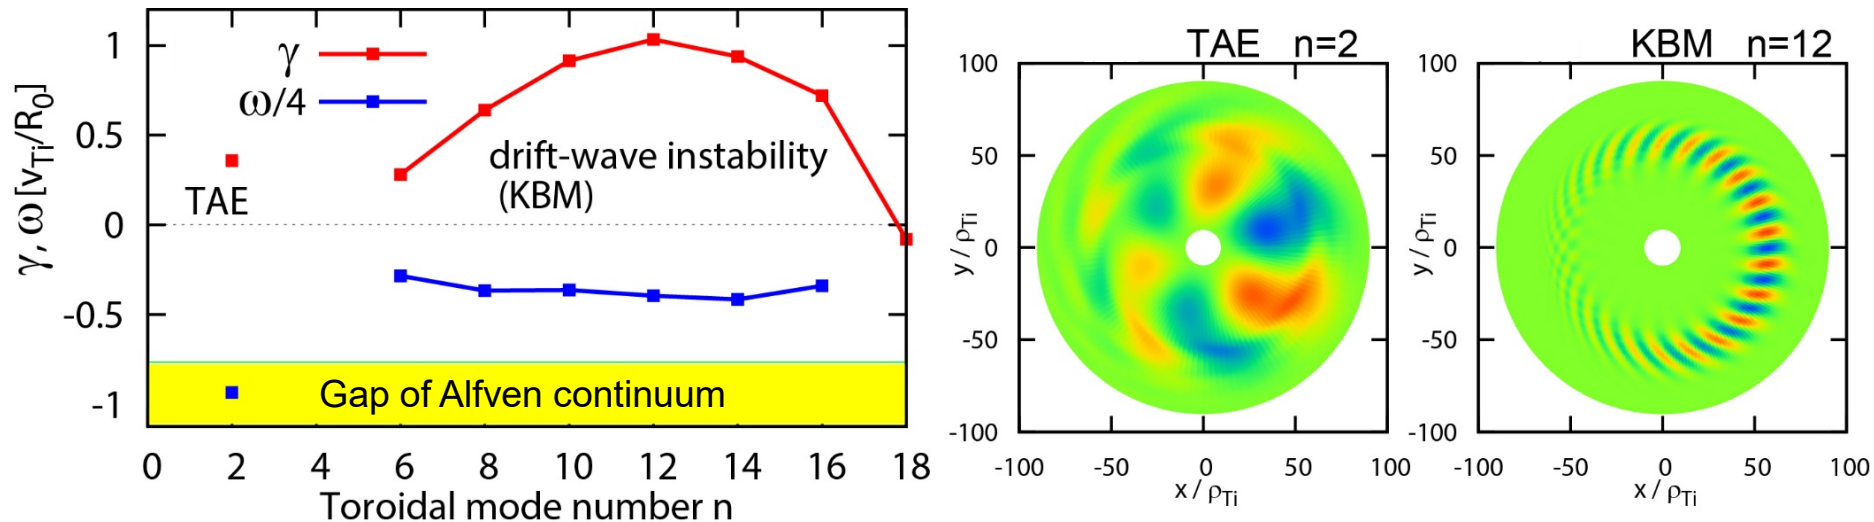 γ
ω/4
drift-wave instability
(KBM)
TAE
Gap of Alfven continuum
γ, ω [v_Ti/R_0]
1
0.5
0
-0.5
-1
0 2 4 6 8 10 12 14 16 18
Toroidal mode number n
TAE n=2
y / ρ_Ti
100
50
0
-50
-100
-100 -50 0 50 100
x / ρ_Ti
KBM n=12
y / ρ_Ti
100
50
0
-50
-100
-100 -50 0 50 100
x / ρ_Ti